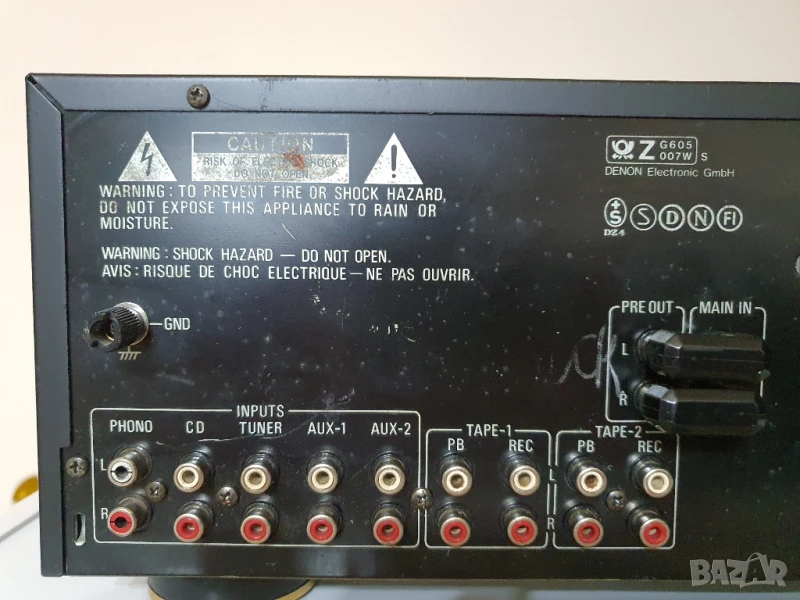 CAUTION
RISK OF ELECTRIC SHOCK
DO NOT OPEN
WARNING : TO PREVENT FIRE OR SHOCK HAZARD,
DO NOT EXPOSE THIS APPLIANCE TO RAIN OR
MOISTURE.
WARNING : SHOCK HAZARD — DO NOT OPEN.
AVIS : RISQUE DE CHOC ELECTRIQUE — NE PAS OUVRIR.
Z G605
007W S
DENON Electronic GmbH
S S D N FI
DZ4
GND
PRE OUT MAIN IN
L
R
INPUTS
PHONO CD TUNER AUX-1 AUX-2
TAPE-1
PB REC
TAPE-2
PB REC
L
R
L
R
BAZAR